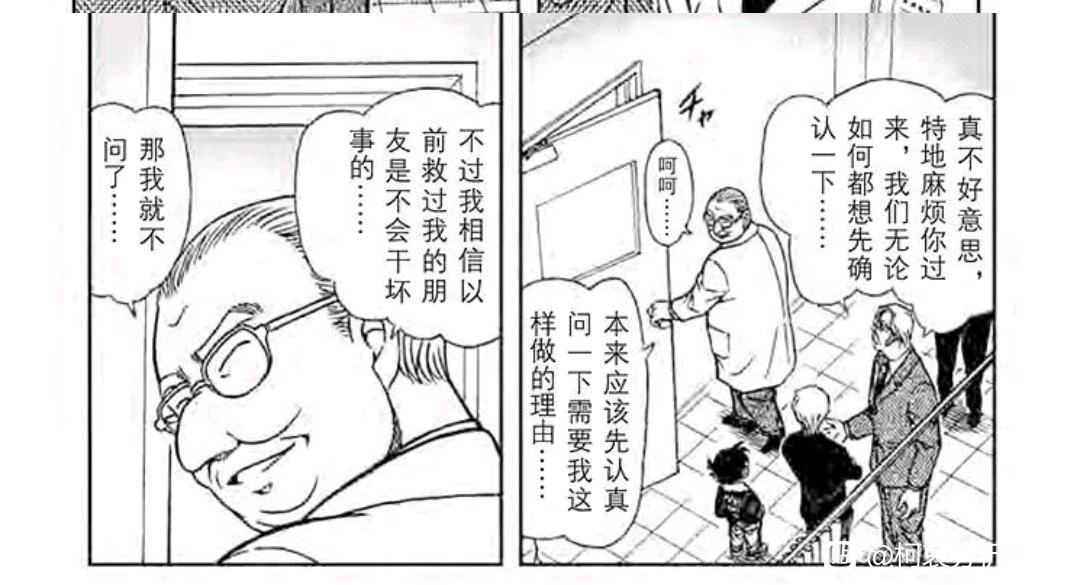 真不好意思，
特地麻烦你过
来，我们无论
如何都想先确
认一下……
チャ
呵呵……
本来应该先认真
问一下需要我这
样做的理由……
不过我相信以
前救过我的朋
友是不会干坏
事的……
那我就不
问了……